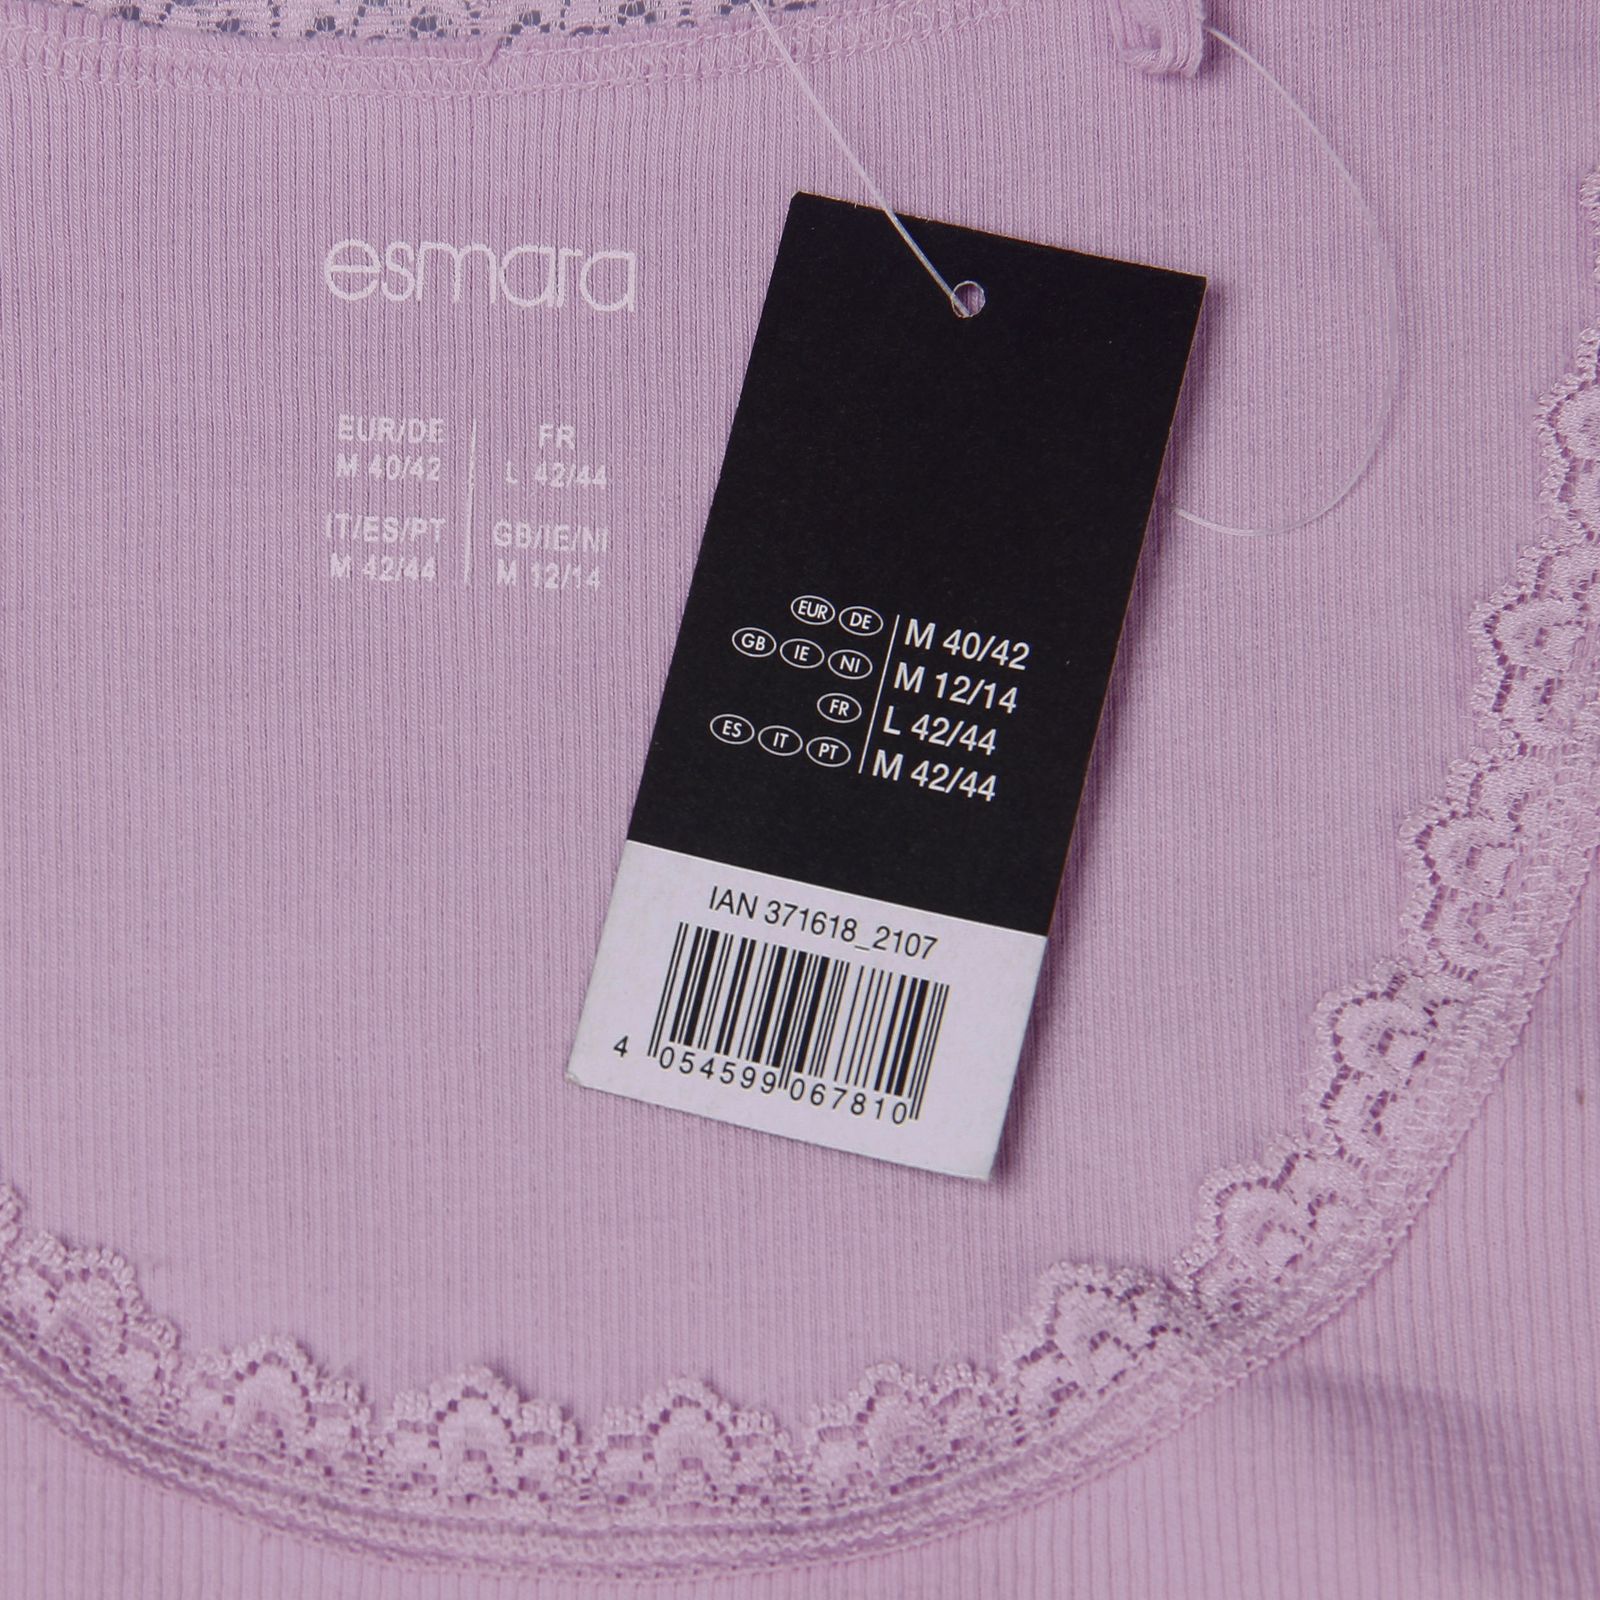 esmara
EUR/DE
M 40/42
FR
L 42/44
IT/ES/PT
M 42/44
GB/IE/NI
M 12/14
EUR DE M 40/42
GB IE NI M 12/14
FR L 42/44
ES IT PT M 42/44
IAN 371618_2107
4 054599 067810